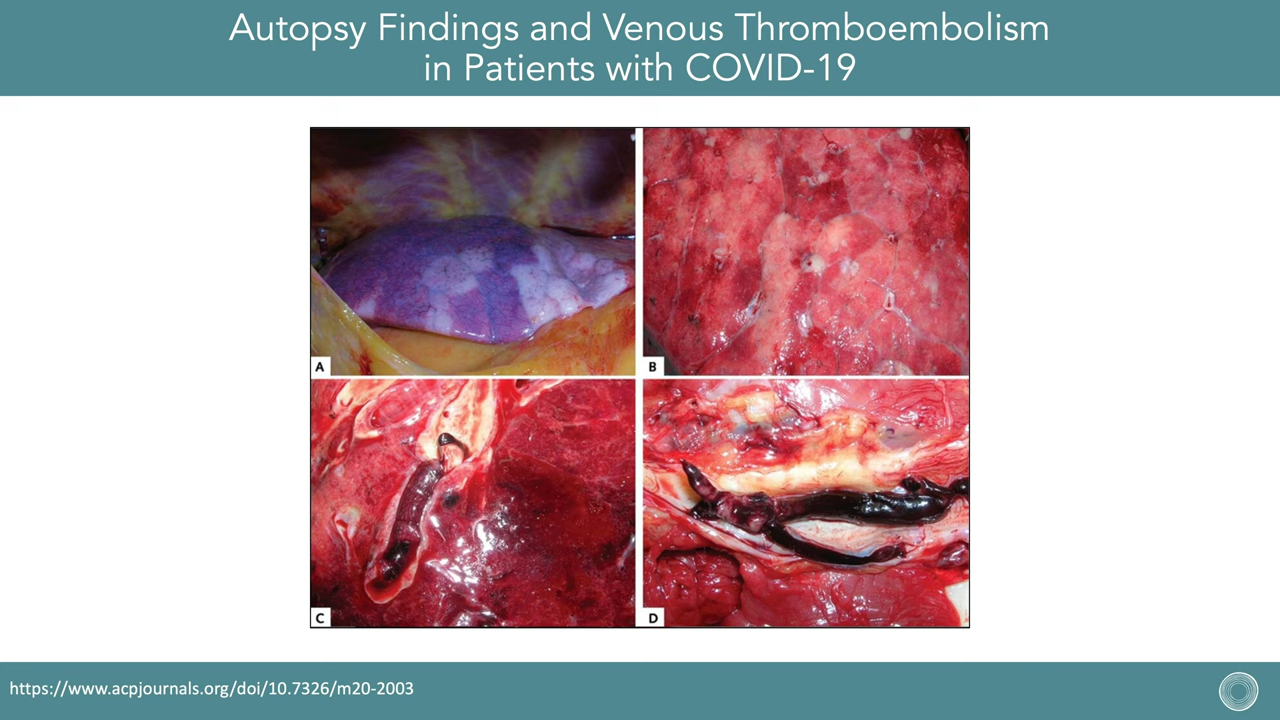 Autopsy Findings and Venous Thromboembolism
in Patients with COVID-19
A
B
C
D
https://www.acpjournals.org/doi/10.7326/m20-2003